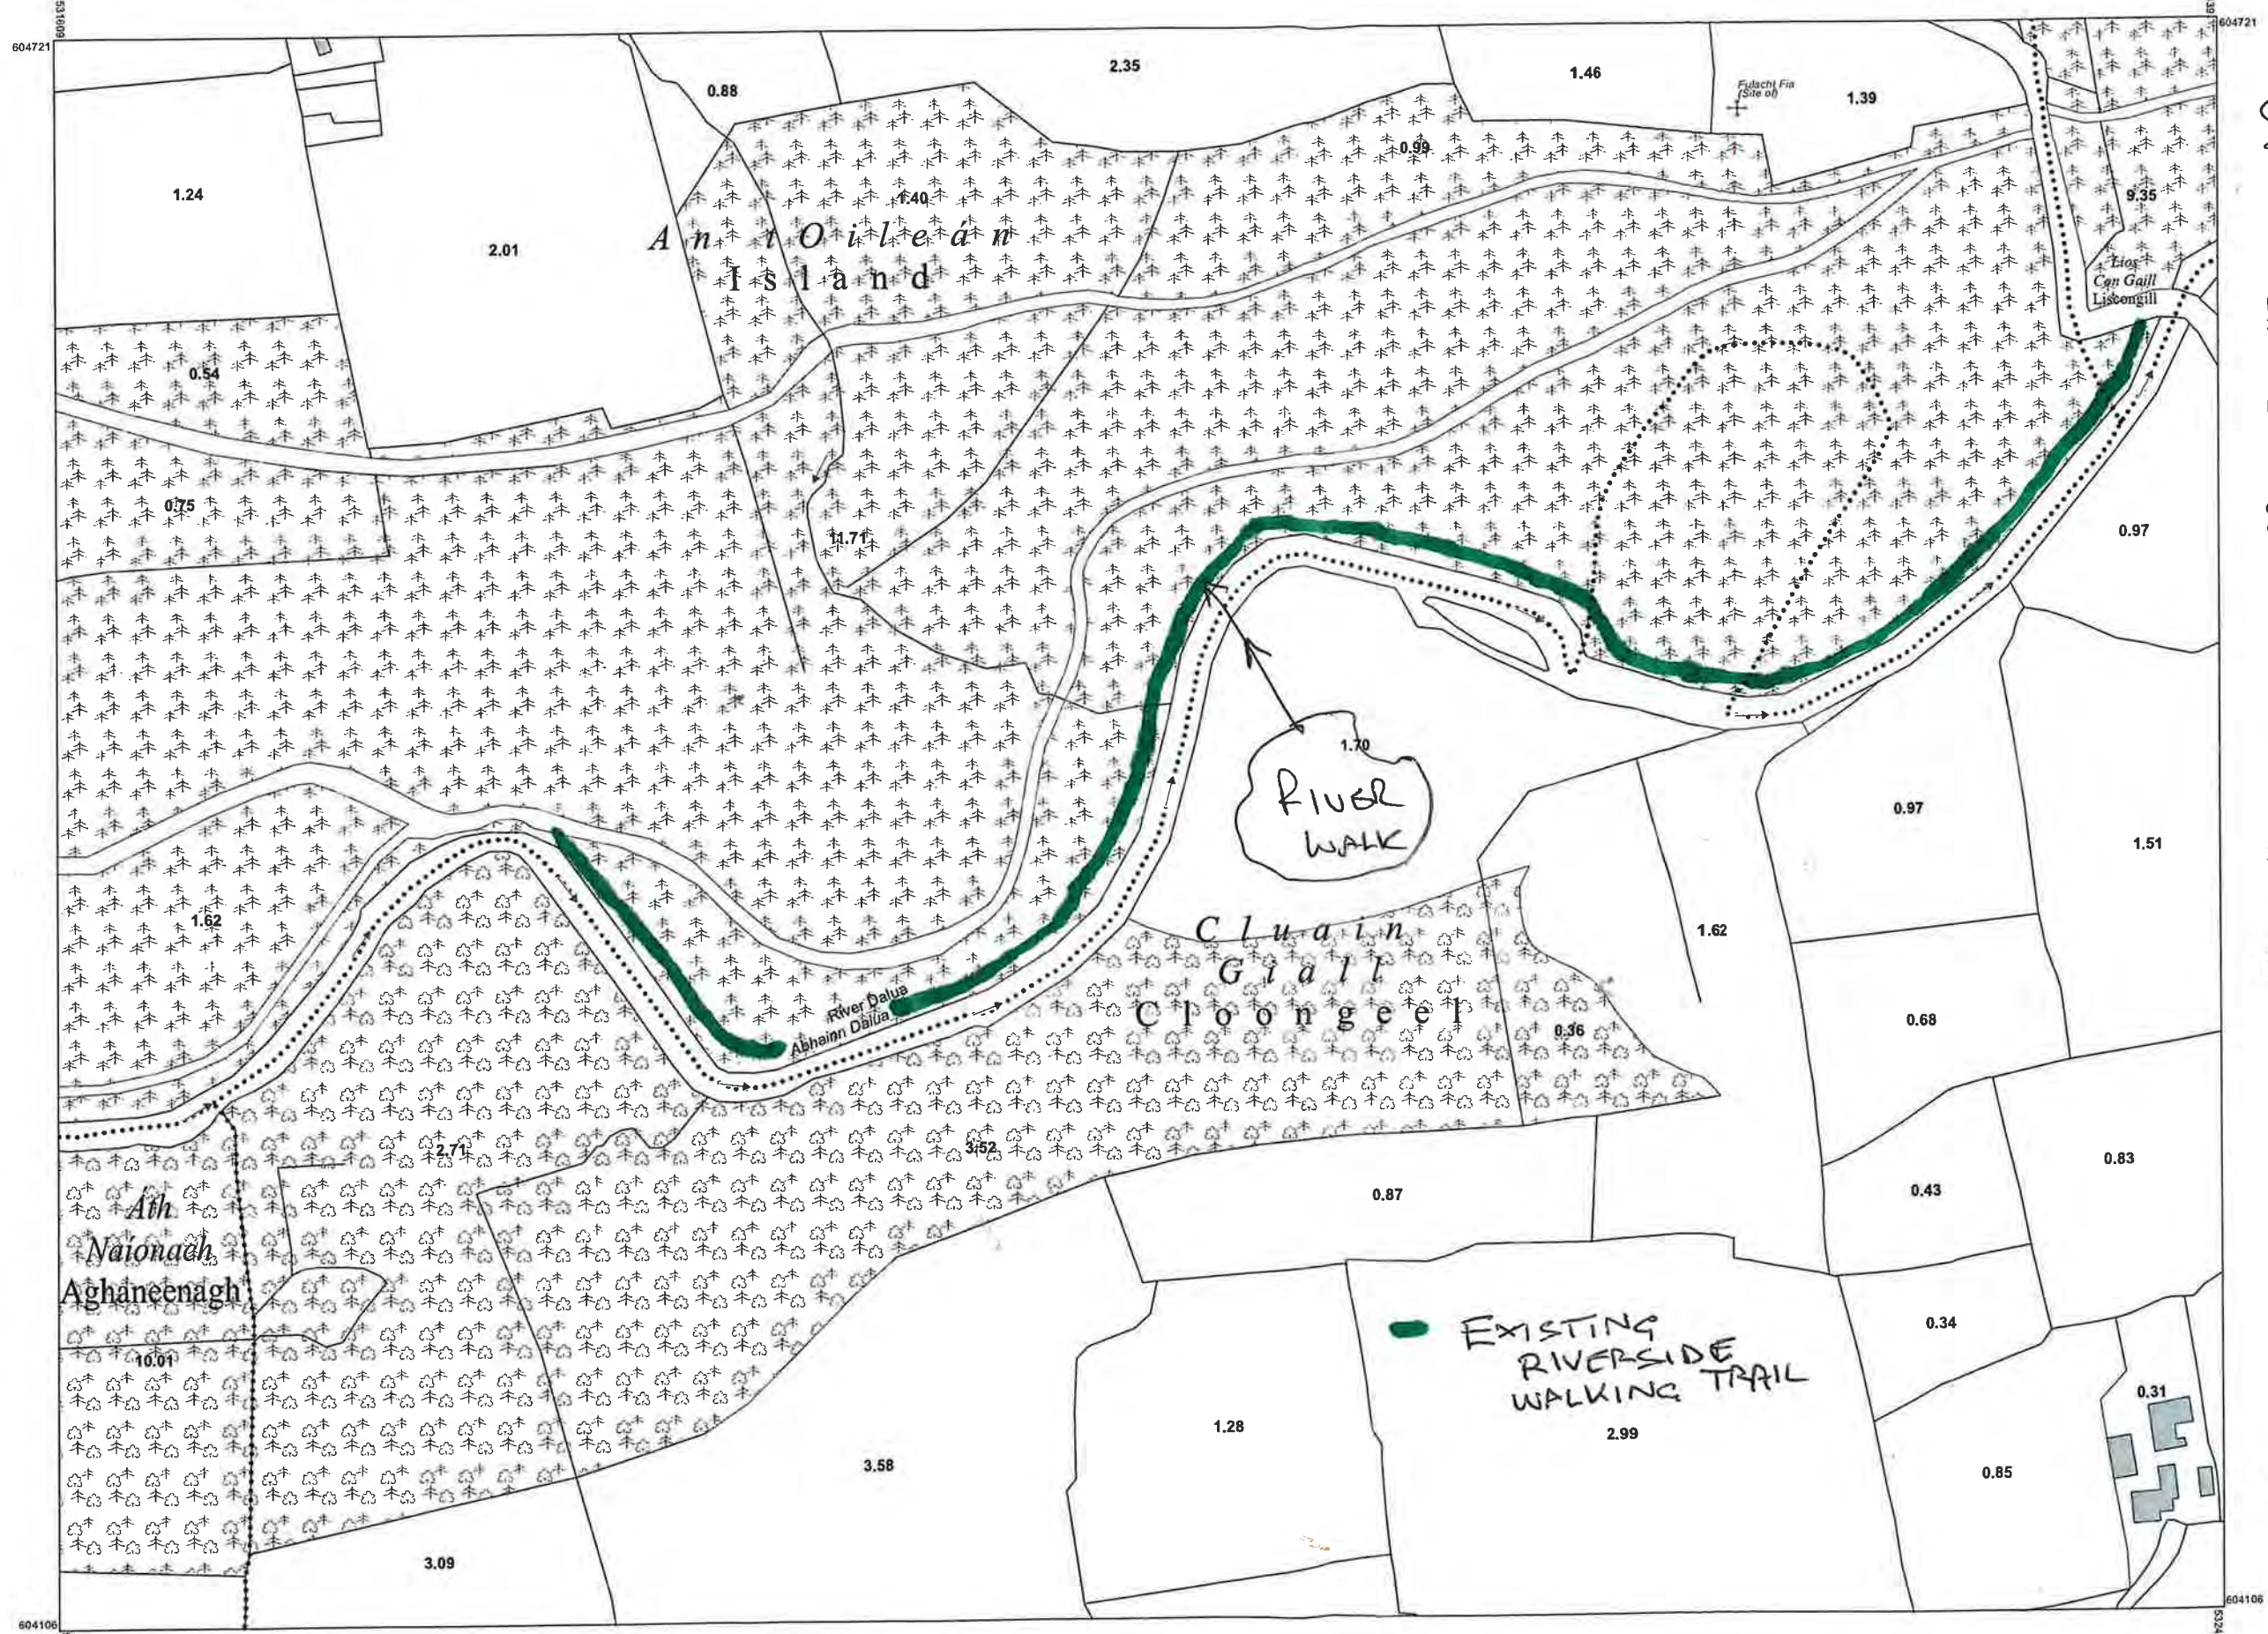 531609
604721
604721
0.88
2.35
1.46
Fulacht Fia
(Site of)
1.39
0.99
1.24
1.40
9.35
2.01
An tOileán
Island
Lios
Con Gaill
Liscongill
0.54
0.75
11.71
0.97
1.70
RIVER
WALK
0.97
1.51
1.62
Cluain
Giall
Cloongeel
1.62
River Dalua
Abhainn Dalua
0.36
0.68
2.71
3.52
0.83
0.87
0.43
Áth
Naíonach
Aghaneenagh
10.01
EXISTING
RIVERSIDE
WALKING TRAIL
0.34
0.31
1.28
2.99
3.58
0.85
3.09
604106
604106